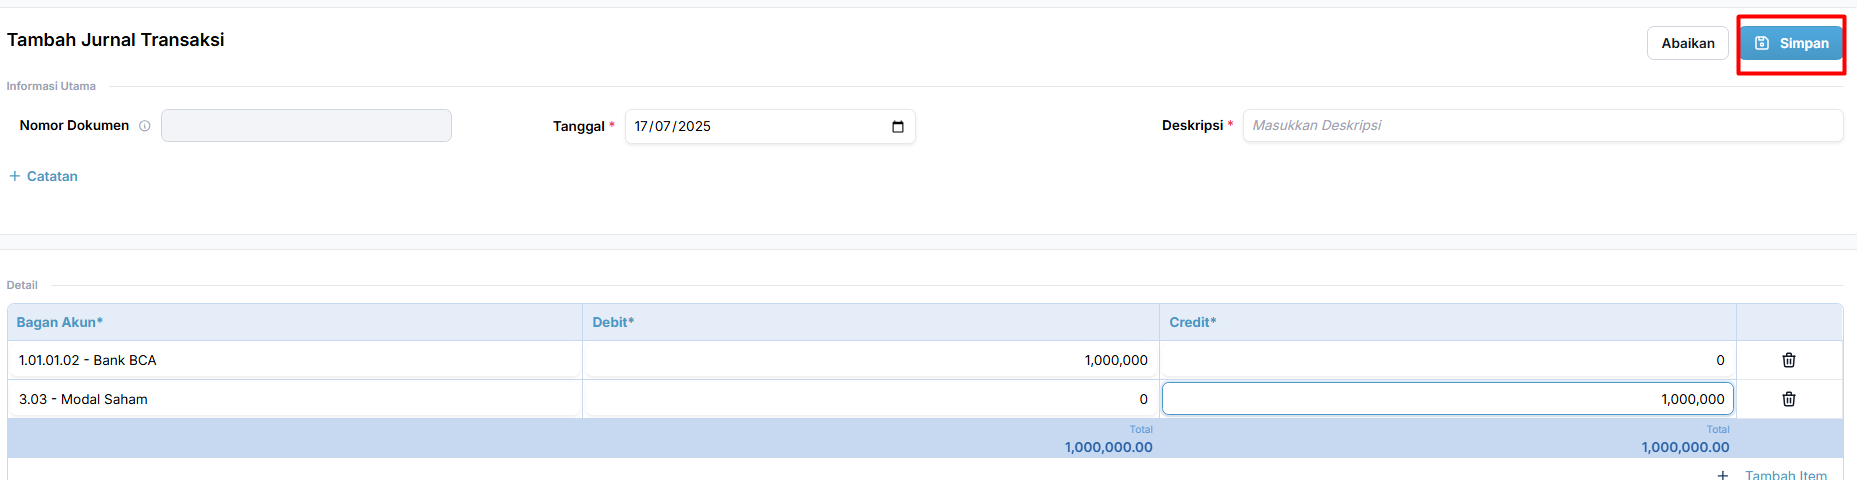 Tambah Jurnal Transaksi
Abaikan
Simpan
Informasi Utama
Nomor Dokumen
Tanggal *
17/07/2025
Deskripsi *
Masukkan Deskripsi
+ Catatan
Detail
Bagan Akun* Debit* Credit*
1.01.01.02 - Bank BCA 1,000,000 0
3.03 - Modal Saham 0 1,000,000
Total Total
1,000,000.00 1,000,000.00
+ Tambah Item